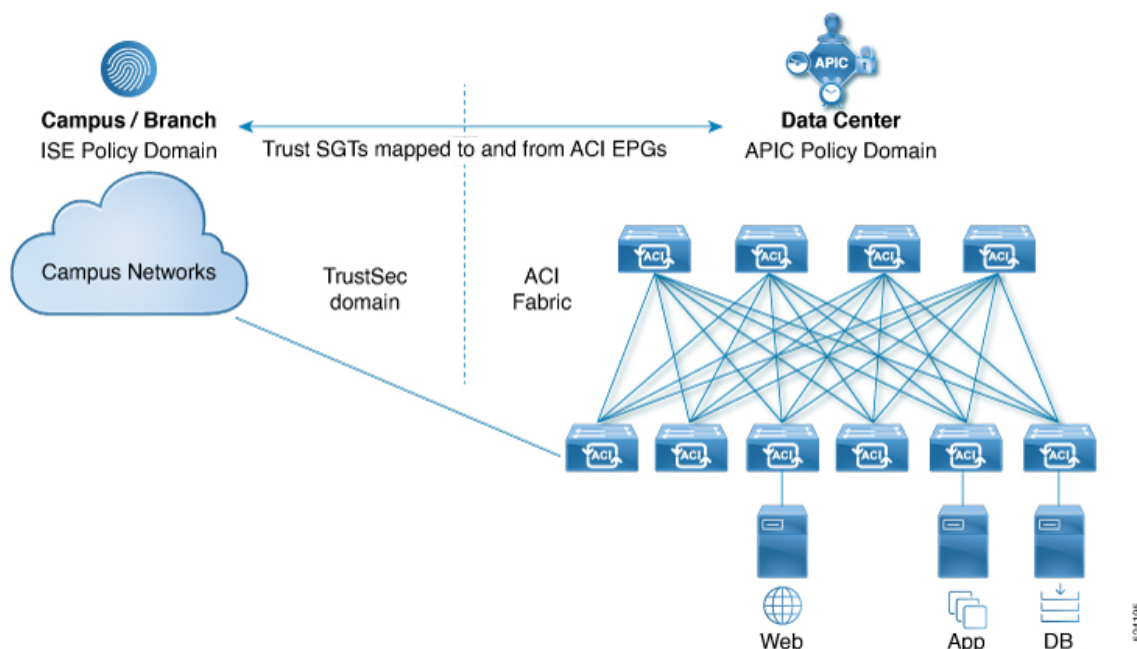 APIC
Campus / Branch
ISE Policy Domain
Data Center
APIC Policy Domain
Trust SGTs mapped to and from ACI EPGs
Campus Networks
TrustSec
domain
ACI
Fabric
ACI
ACI
ACI
ACI
ACI
ACI
ACI
ACI
ACI
ACI
Web
App
DB